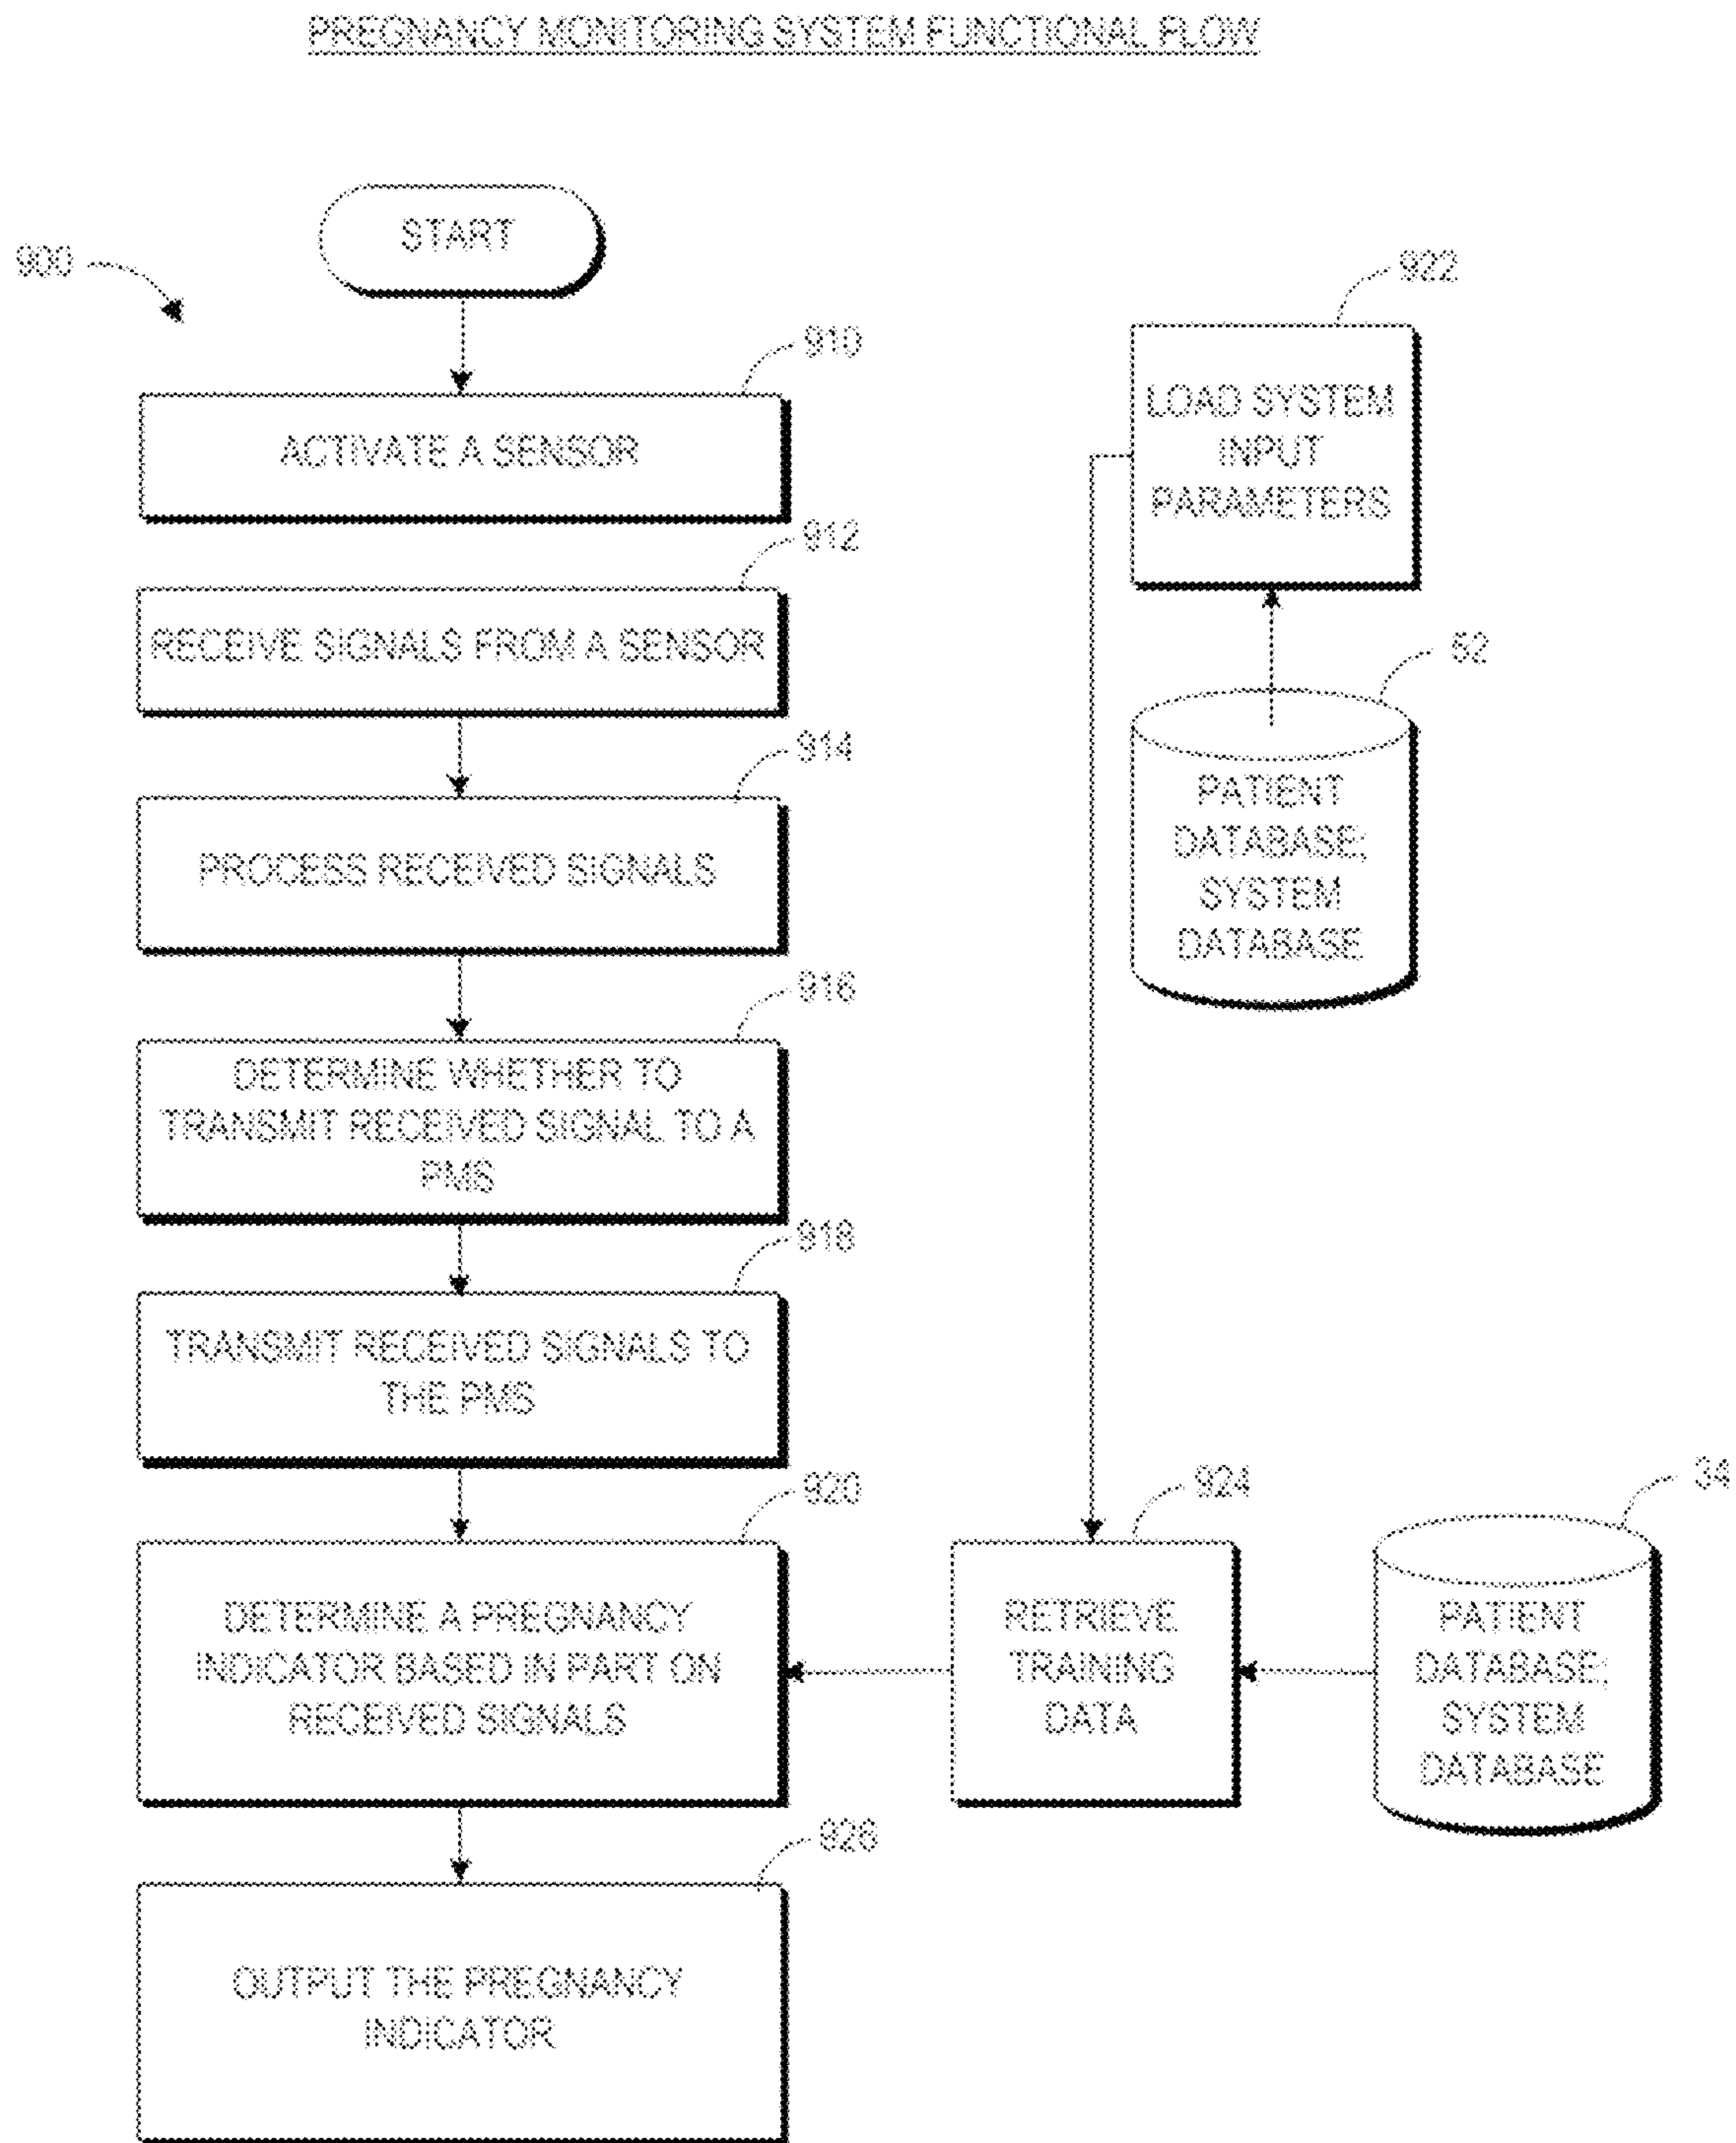 PREGNANCY MONITORING SYSTEM FUNCTIONAL FLOW
START
900
910
ACTIVATE A SENSOR
912
RECEIVE SIGNALS FROM A SENSOR
914
PROCESS RECEIVED SIGNALS
916
DETERMINE WHETHER TO
TRANSMIT RECEIVED SIGNAL TO A
PMS
918
TRANSMIT RECEIVED SIGNALS TO
THE PMS
920
DETERMINE A PREGNANCY
INDICATOR BASED IN PART ON
RECEIVED SIGNALS
926
OUTPUT THE PREGNANCY
INDICATOR
922
LOAD SYSTEM
INPUT
PARAMETERS
52
PATIENT
DATABASE;
SYSTEM
DATABASE
924
RETRIEVE
TRAINING
DATA
34
PATIENT
DATABASE;
SYSTEM
DATABASE